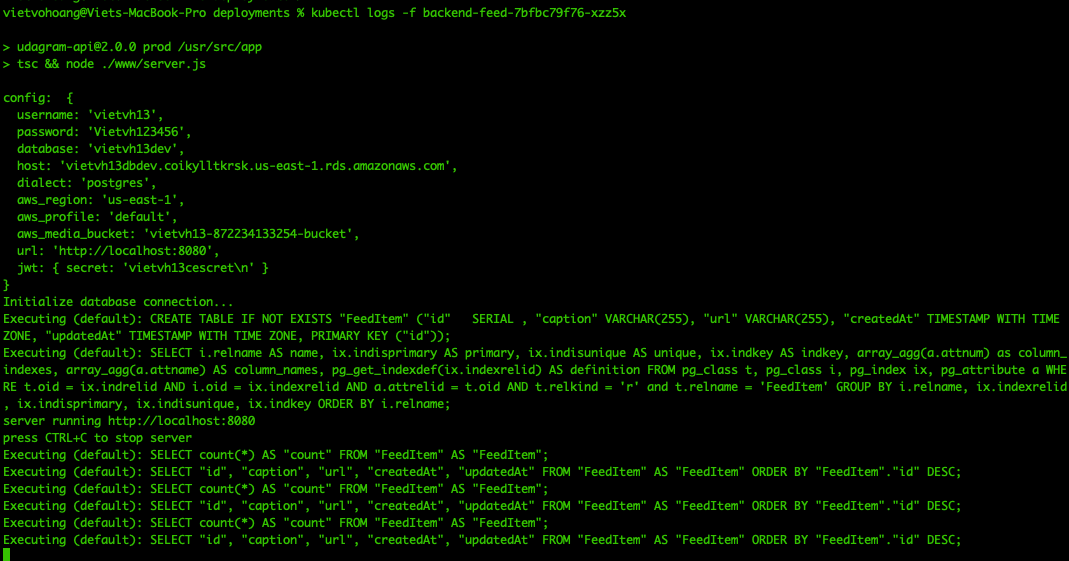 vietvohoang@Viets-MacBook-Pro deployments % kubectl logs -f backend-feed-7bfbc79f76-xzz5x
> udagram-api@2.0.0 prod /usr/src/app
> tsc && node ./www/server.js
config:  {
  username: 'vietvh13',
  password: 'Vietvh123456',
  database: 'vietvh13dev',
  host: 'vietvh13dbdev.coikylltkrsk.us-east-1.rds.amazonaws.com',
  dialect: 'postgres',
  aws_region: 'us-east-1',
  aws_profile: 'default',
  aws_media_bucket: 'vietvh13-872234133254-bucket',
  url: 'http://localhost:8080',
  jwt: { secret: 'vietvh13cescret\n' }
}
Initialize database connection...
Executing (default): CREATE TABLE IF NOT EXISTS "FeedItem" ("id"   SERIAL , "caption" VARCHAR(255), "url" VARCHAR(255), "createdAt" TIMESTAMP WITH TIME
ZONE, "updatedAt" TIMESTAMP WITH TIME ZONE, PRIMARY KEY ("id"));
Executing (default): SELECT i.relname AS name, ix.indisprimary AS primary, ix.indisunique AS unique, ix.indkey AS indkey, array_agg(a.attnum) as column_
indexes, array_agg(a.attname) AS column_names, pg_get_indexdef(ix.indexrelid) AS definition FROM pg_class t, pg_class i, pg_index ix, pg_attribute a WHE
RE t.oid = ix.indrelid AND i.oid = ix.indexrelid AND a.attrelid = t.oid AND t.relkind = 'r' and t.relname = 'FeedItem' GROUP BY i.relname, ix.indexrelid
, ix.indisprimary, ix.indisunique, ix.indkey ORDER BY i.relname;
server running http://localhost:8080
press CTRL+C to stop server
Executing (default): SELECT count(*) AS "count" FROM "FeedItem" AS "FeedItem";
Executing (default): SELECT "id", "caption", "url", "createdAt", "updatedAt" FROM "FeedItem" AS "FeedItem" ORDER BY "FeedItem"."id" DESC;
Executing (default): SELECT count(*) AS "count" FROM "FeedItem" AS "FeedItem";
Executing (default): SELECT "id", "caption", "url", "createdAt", "updatedAt" FROM "FeedItem" AS "FeedItem" ORDER BY "FeedItem"."id" DESC;
Executing (default): SELECT count(*) AS "count" FROM "FeedItem" AS "FeedItem";
Executing (default): SELECT "id", "caption", "url", "createdAt", "updatedAt" FROM "FeedItem" AS "FeedItem" ORDER BY "FeedItem"."id" DESC;